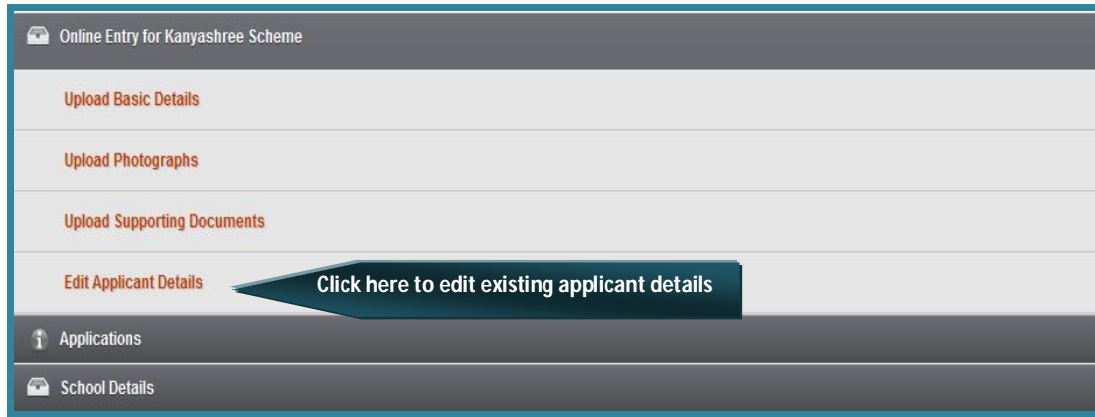 Online Entry for Kanyashree Scheme
Upload Basic Details
Upload Photographs
Upload Supporting Documents
Edit Applicant Details
Click here to edit existing applicant details
Applications
School Details